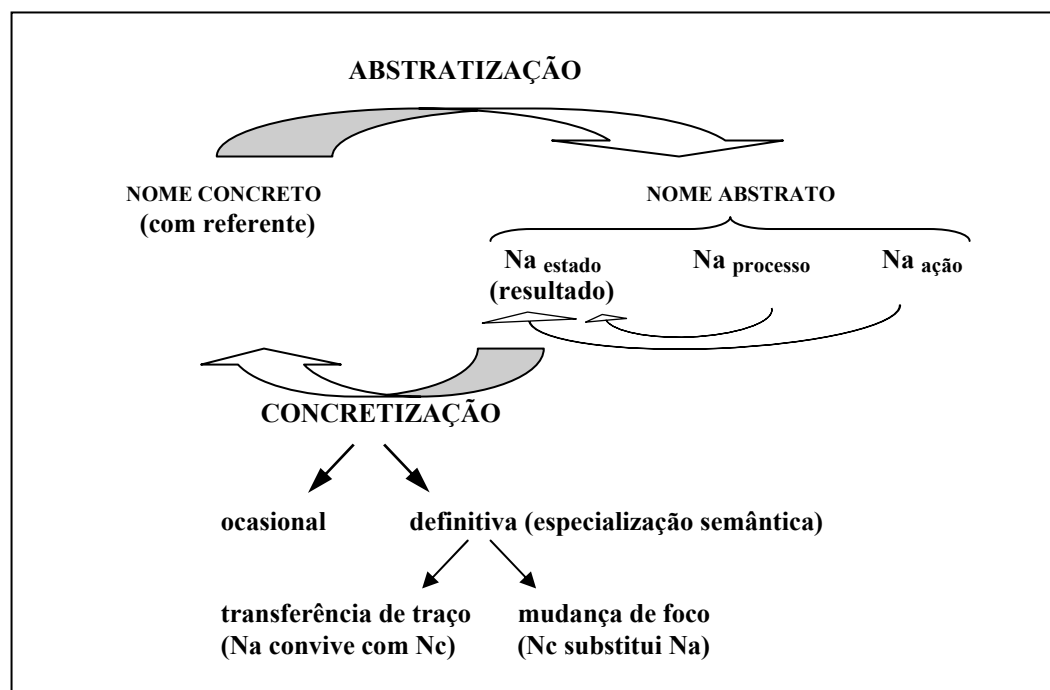 ABSTRATIZAÇÃO
NOME CONCRETO
(com referente)
NOME ABSTRATO
Na estado
(resultado)
Na processo
Na ação
CONCRETIZAÇÃO
ocasional
definitiva (especialização semântica)
transferência de traço
(Na convive com Nc)
mudança de foco
(Nc substitui Na)